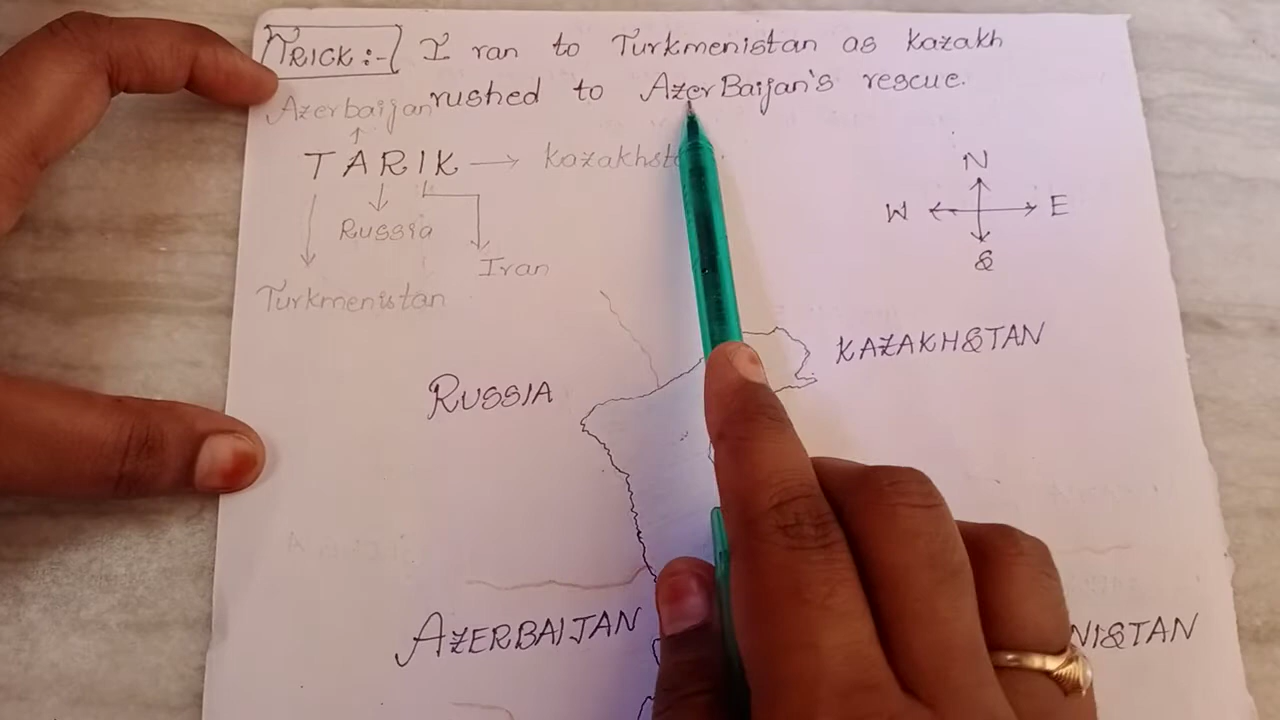 TRICK :- I ran to Turkmenistan as Kazakh
rushed to AzerBaijan's rescue.
Azerbaijan
TARIK → Kazakhst
Russia
Iran
Turkmenistan
N
W E
S
KAZAKHSTAN
RUSSIA
AZERBAIJAN
NISTAN